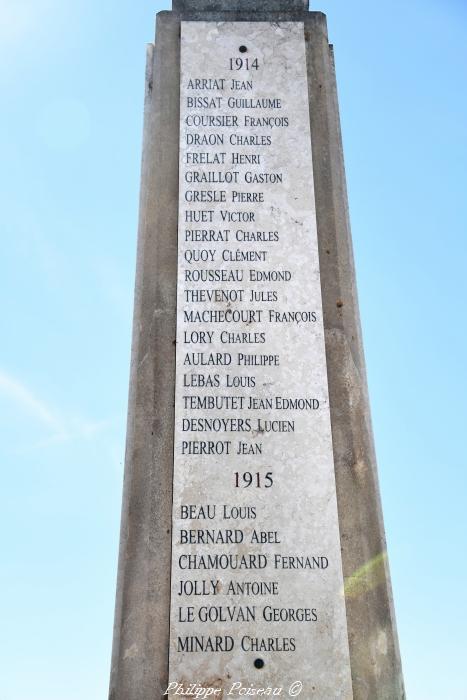 1914
ARRIAT JEAN
BISSAT GUILLAUME
COURSIER FRANÇOIS
DRAON CHARLES
FRELAT HENRI
GRAILLOT GASTON
GRESLE PIERRE
HUET VICTOR
PIERRAT CHARLES
QUOY CLÉMENT
ROUSSEAU EDMOND
THEVENOT JULES
MACHECOURT FRANÇOIS
LORY CHARLES
AULARD PHILIPPE
LEBAS LOUIS
TEMBUTET JEAN EDMOND
DESNOYERS LUCIEN
PIERROT JEAN
1915
BEAU LOUIS
BERNARD ABEL
CHAMOUARD FERNAND
JOLLY ANTOINE
LE GOLVAN GEORGES
MINARD CHARLES
Philippe Poiseau ©